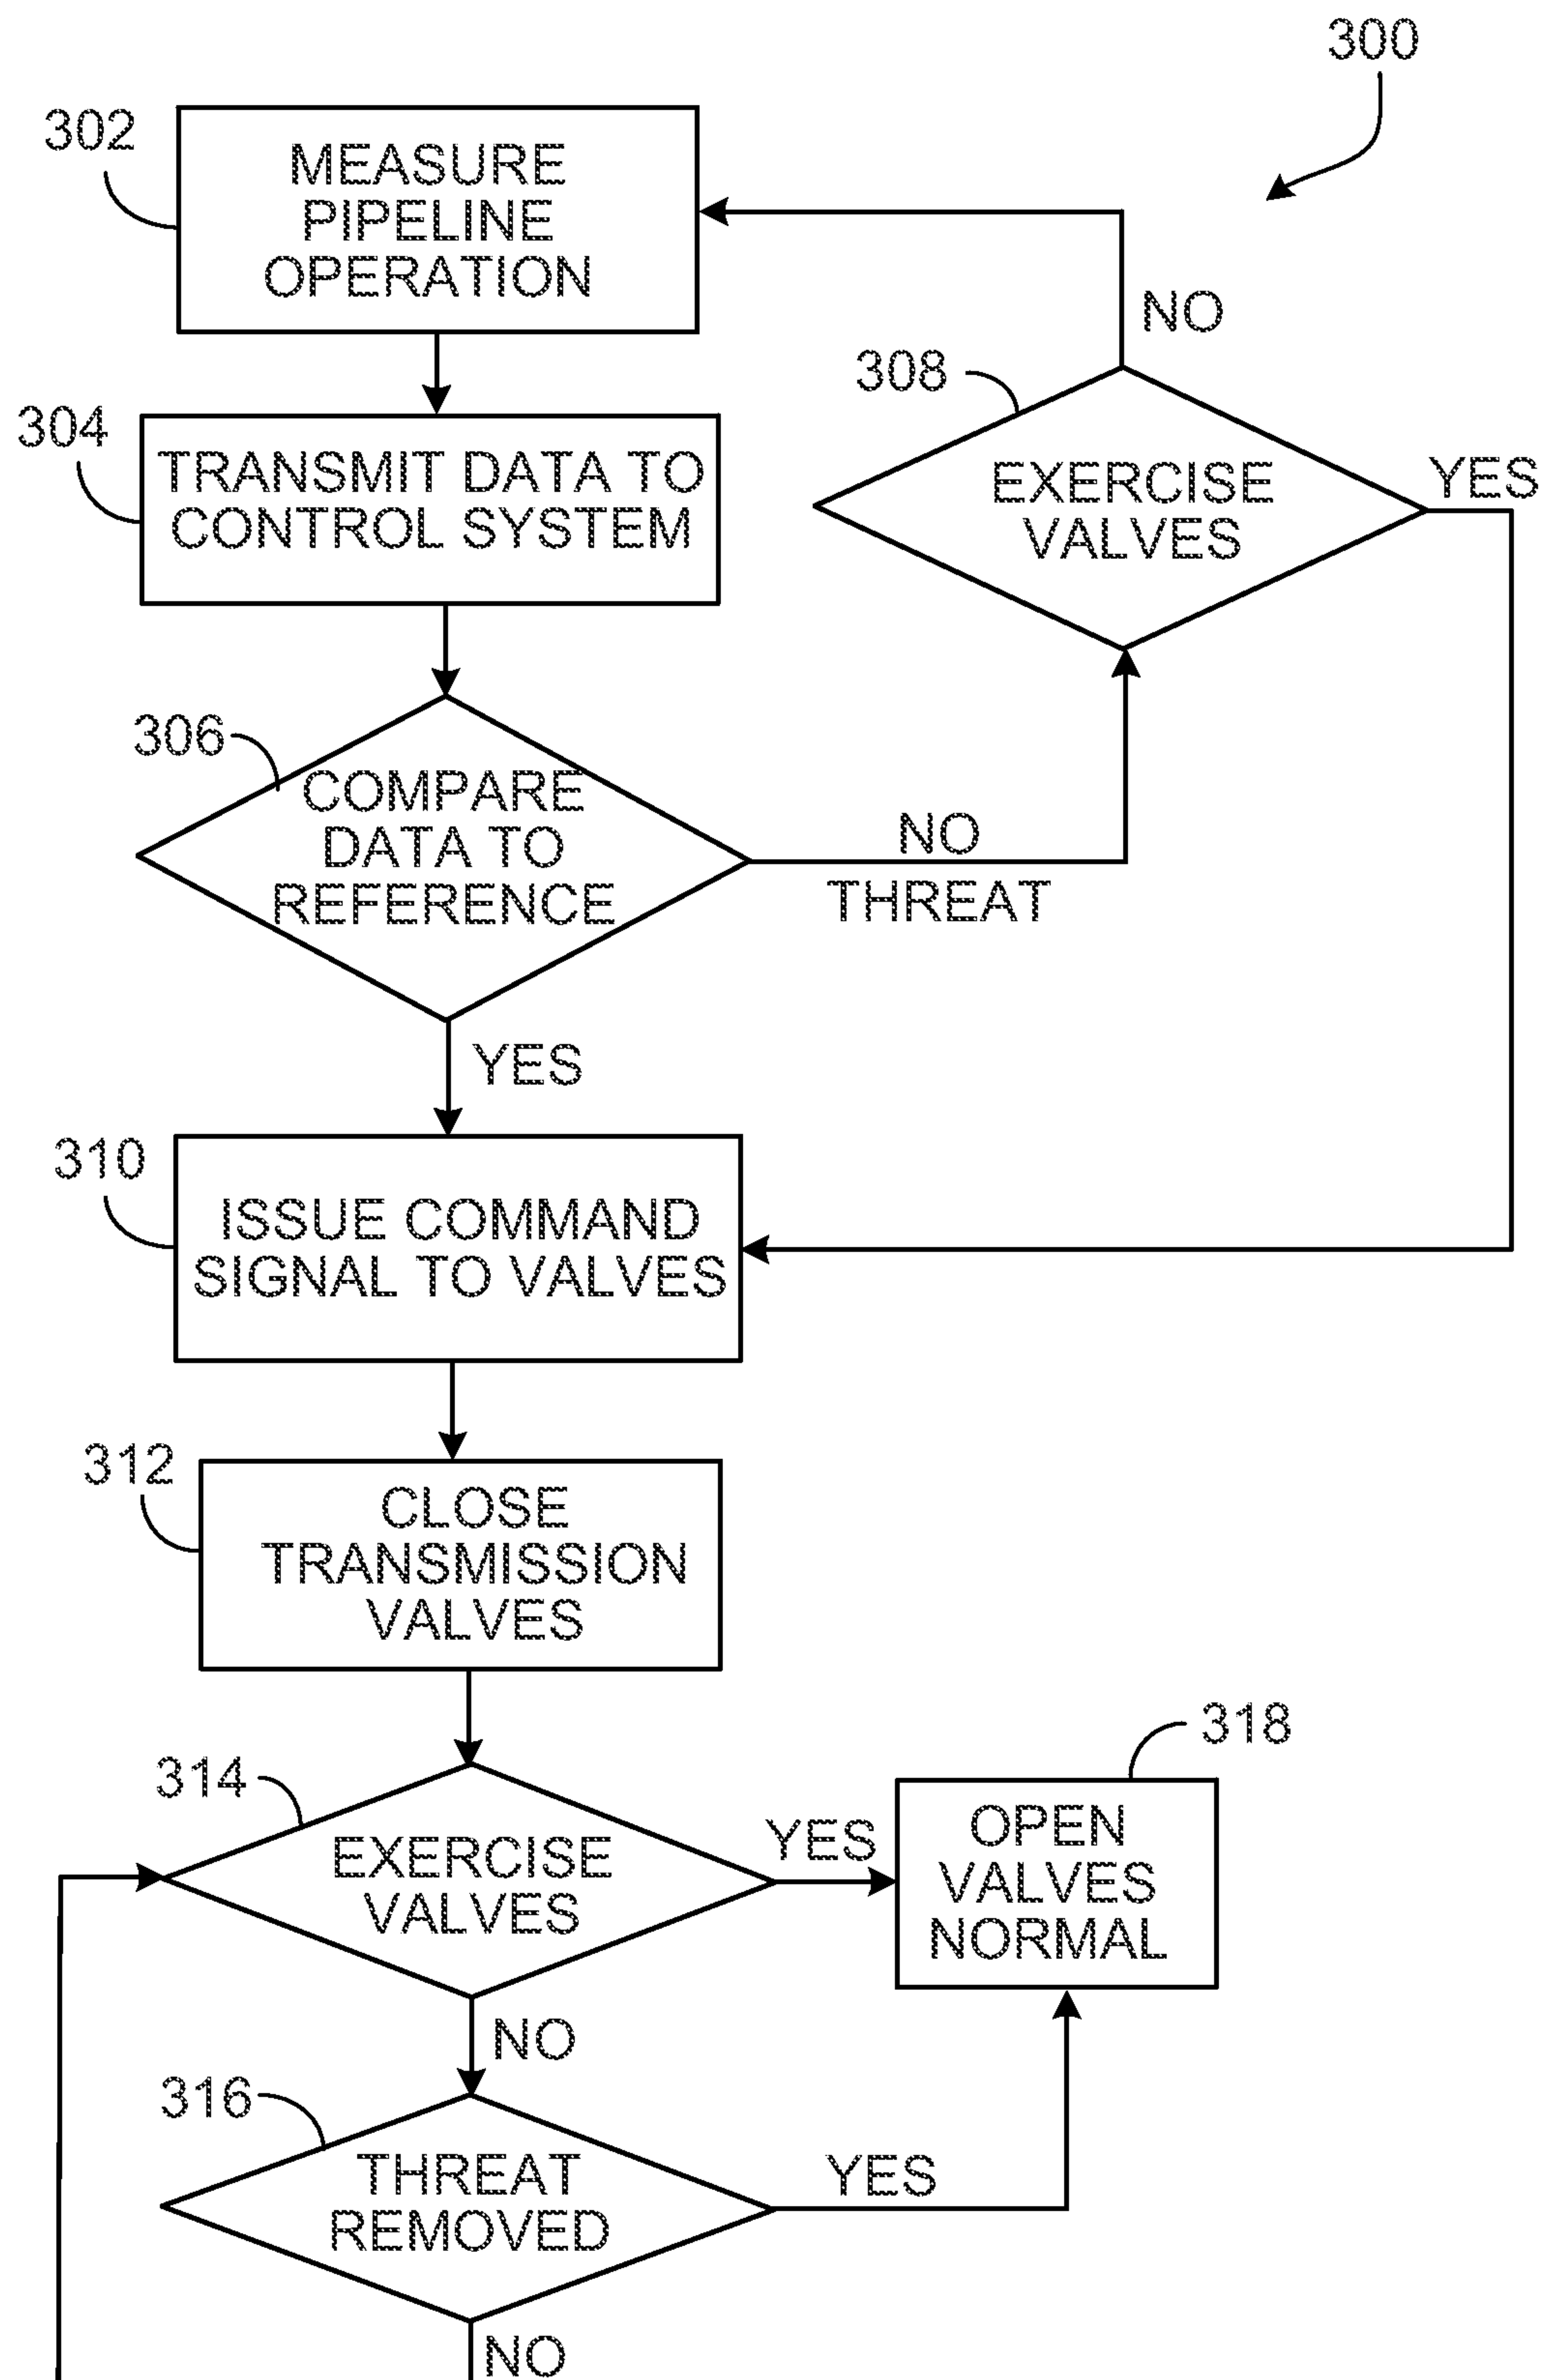 300
302
MEASURE
PIPELINE
OPERATION
NO
308
304
TRANSMIT DATA TO
CONTROL SYSTEM
EXERCISE
VALVES
YES
306
COMPARE
DATA TO
REFERENCE
NO
THREAT
YES
310
ISSUE COMMAND
SIGNAL TO VALVES
312
CLOSE
TRANSMISSION
VALVES
318
314
EXERCISE
VALVES
YES
OPEN
VALVES
NORMAL
NO
316
THREAT
REMOVED
YES
NO